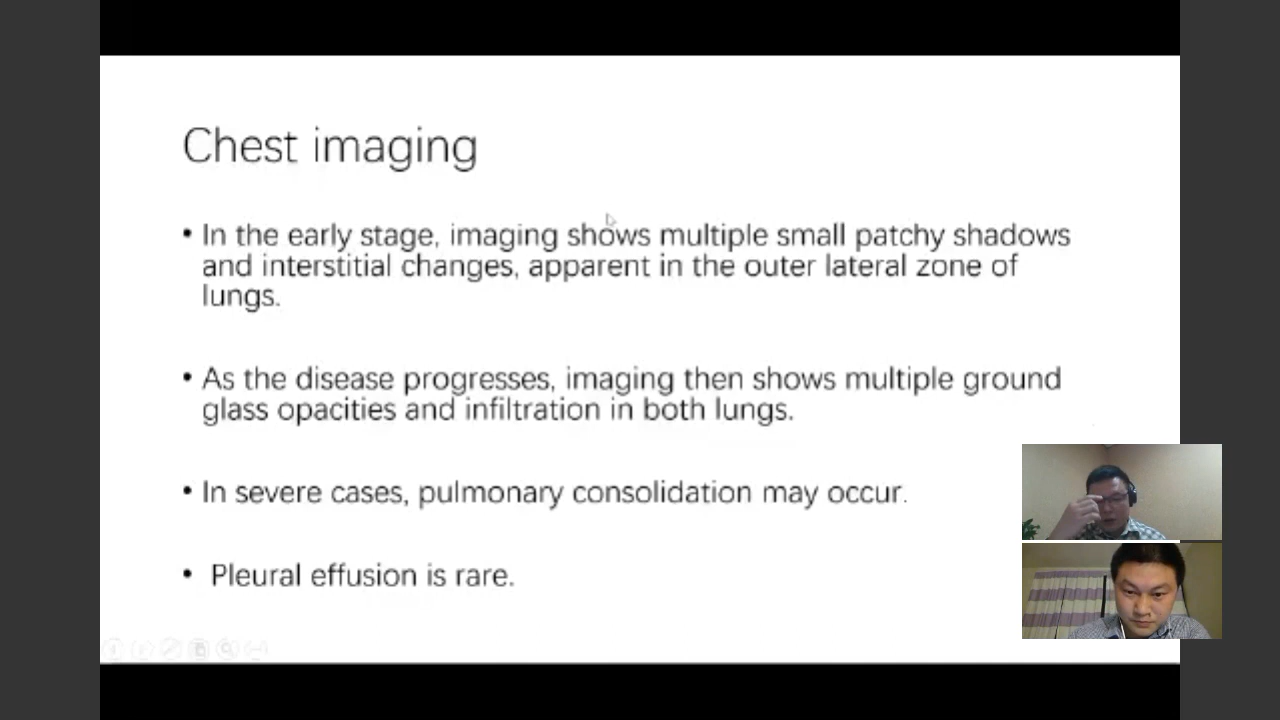 Chest imaging
• In the early stage, imaging shows multiple small patchy shadows
and interstitial changes, apparent in the outer lateral zone of
lungs.
• As the disease progresses, imaging then shows multiple ground
glass opacities and infiltration in both lungs.
• In severe cases, pulmonary consolidation may occur.
• Pleural effusion is rare.